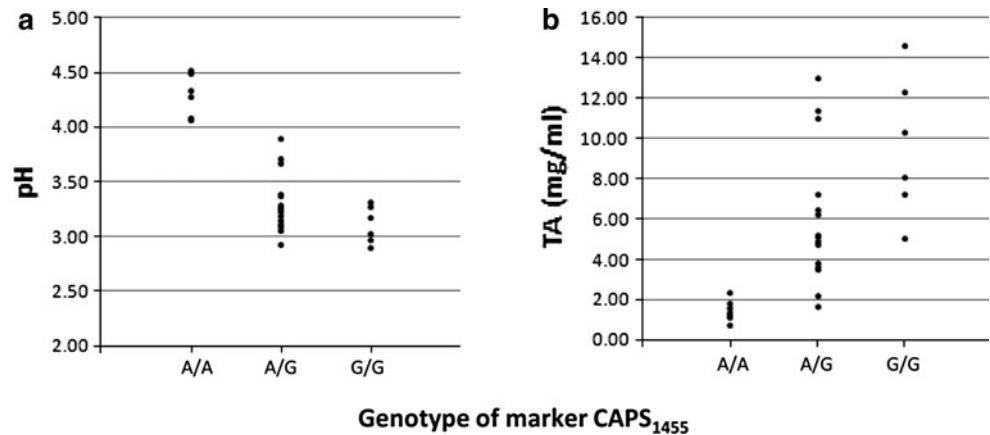 a
5.00
4.50
4.00
3.50
3.00
2.50
2.00
pH
A/A A/G G/G
b
16.00
14.00
12.00
10.00
8.00
6.00
4.00
2.00
0.00
TA (mg/ml)
A/A A/G G/G
Genotype of marker CAPS1455